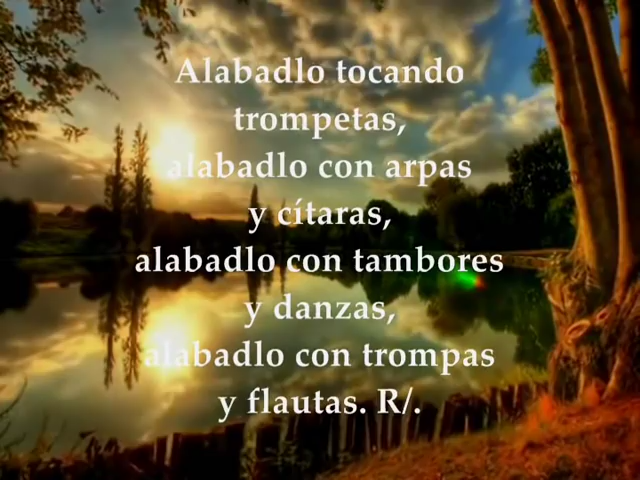 Alabadlo tocando
trompetas,
alabadlo con arpas
y cítaras,
alabadlo con tambores
y danzas,
alabadlo con trompas
y flautas. R/.